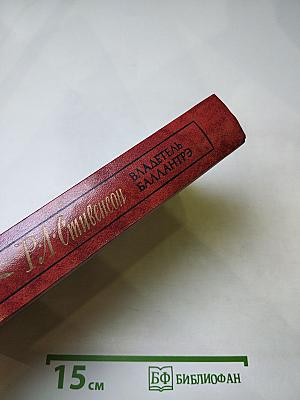 Р.Л. Стивенсон
ВЛАДЕТЕЛЬ
БАЛЛАНТРЭ
15 см
БФ БИБЛИОФАН